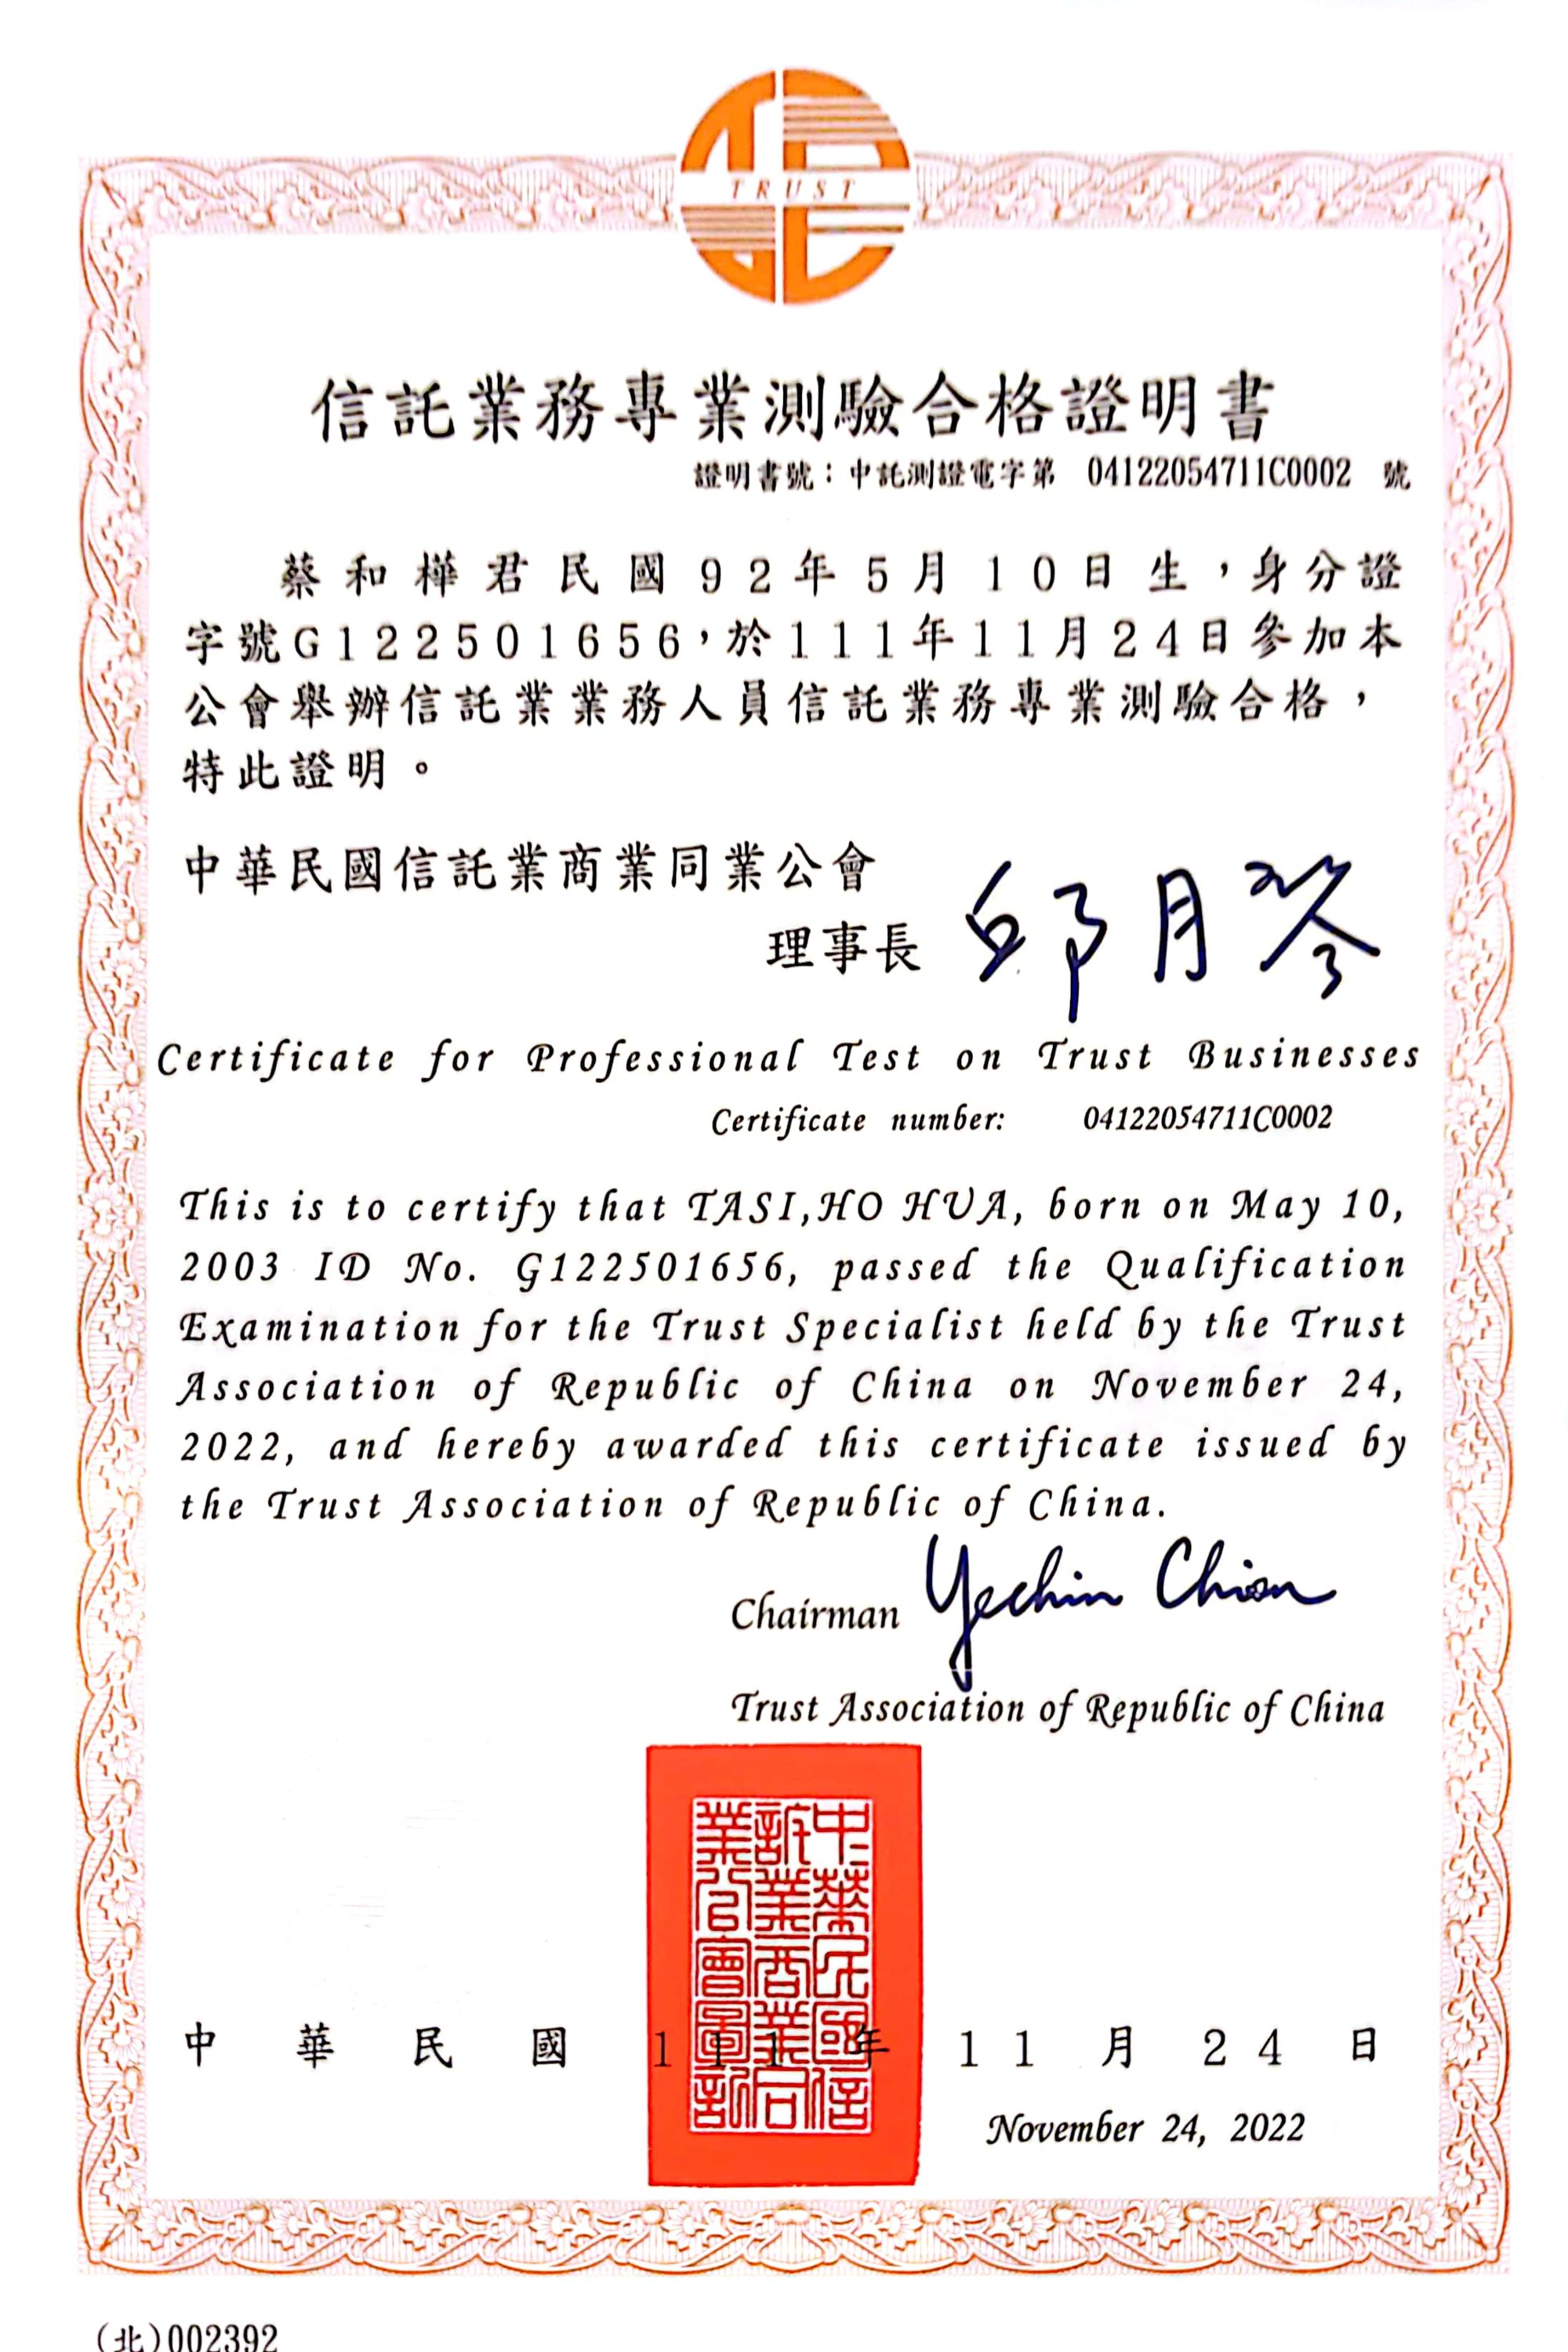 TRUST
信託業務專業測驗合格證明書
證明書號：中託測證電字第 04122054711C0002 號
蔡和樺君民國92年5月10日生，身分證
字號G122501656，於111年11月24日參加本
公會舉辦信託業業務人員信託業務專業測驗合格，
特此證明。
中華民國信託業商業同業公會
理事長 邱月琴
Certificate for Professional Test on Trust Businesses
Certificate number: 04122054711C0002
This is to certify that TASI,HO HUA, born on May 10,
2003 ID No. G122501656, passed the Qualification
Examination for the Trust Specialist held by the Trust
Association of Republic of China on November 24,
2022, and hereby awarded this certificate issued by
the Trust Association of Republic of China.
Chairman Yechin Chiou
Trust Association of Republic of China
中華民國信
託業商業同
業公會圖記
中華民國111年11月24日
November 24, 2022
(北)002392